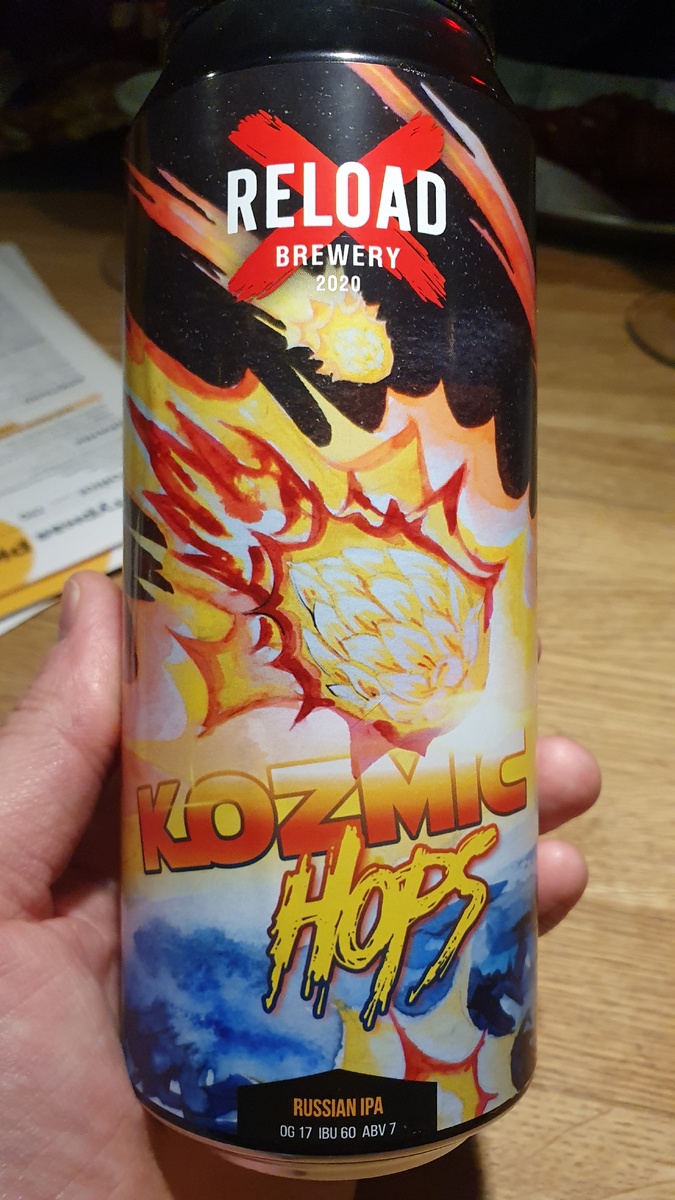 RELOAD
BREWERY
2020
KOZMIC
HOPS
RUSSIAN IPA
OG 17 IBU 60 ABV 7